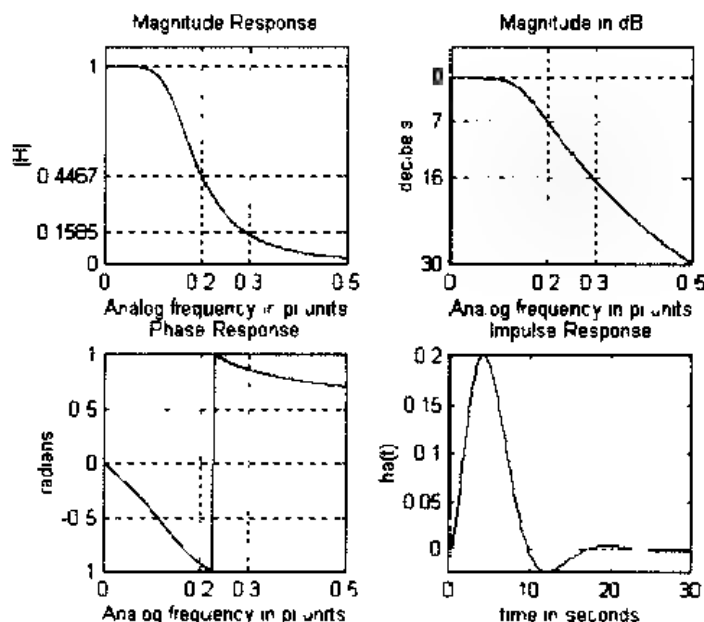 Magnitude Response
1
|H|
0.4467
0.1585
0
0 0.2 0.3 0.5
Analog frequency in pi units
Magnitude in dB
0
decibels
7
16
30
0 0.2 0.3 0.5
Analog frequency in pi units
Phase Response
1
0.5
radians
0
-0.5
1
0 0.2 0.3 0.5
Analog frequency in pi units
Impulse Response
0.2
0.15
ha(t)
0.1
0.05
0
0 10 20 30
time in seconds